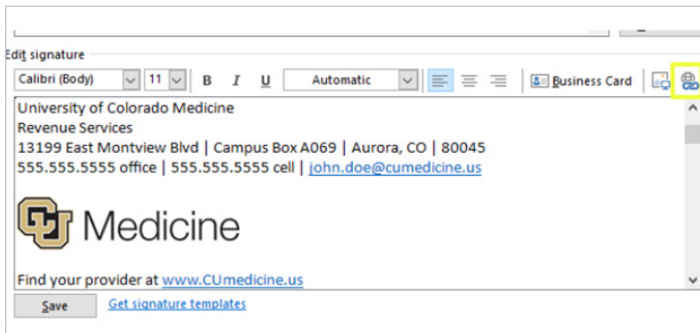 Edit signature
Calibri (Body) 11 B I U Automatic Business Card
University of Colorado Medicine
Revenue Services
13199 East Montview Blvd | Campus Box A069 | Aurora, CO | 80045
555.555.5555 office | 555.555.5555 cell | john.doe@cumedicine.us
CU Medicine
Find your provider at www.CUmedicine.us
Save Get signature templates